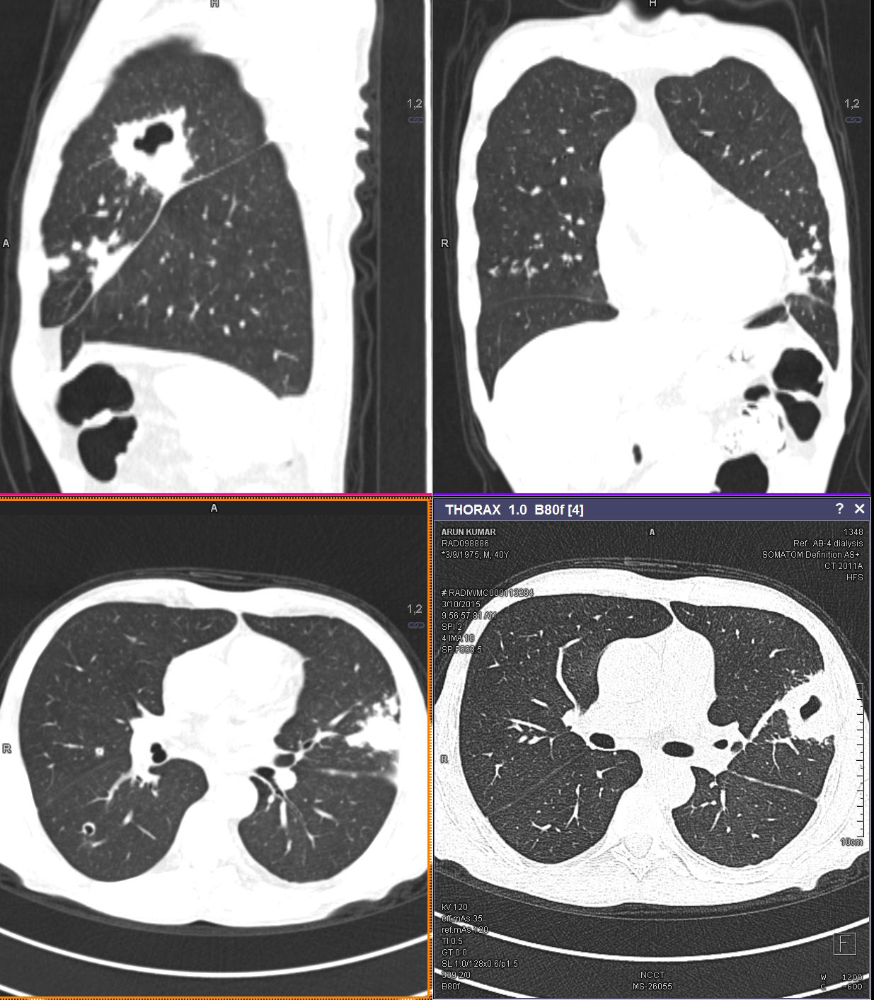 H
H
1,2
1,2
A
R
A
1,2
R
THORAX 1.0 B80f [4]
? ×
ARUN KUMAR
RAD098886
*3/9/1975, M, 40Y
A
1348
Ref.: AB-4 dialysis
SOMATOM Definition AS+
CT 2011A
HFS
# RADIWMC000113284
3/10/2015
9:56:57.81 AM
SPI 2
4 IMA 18
SP F663.5
R
10cm
kV 120
eff.mAs 35
ref.mAs 120
TI 0.5
GT 0.0
SL 1.0/128x0.6/p1.5
339 2/0
B80f
F
NCCT
MS-26055
W 1200
C -600